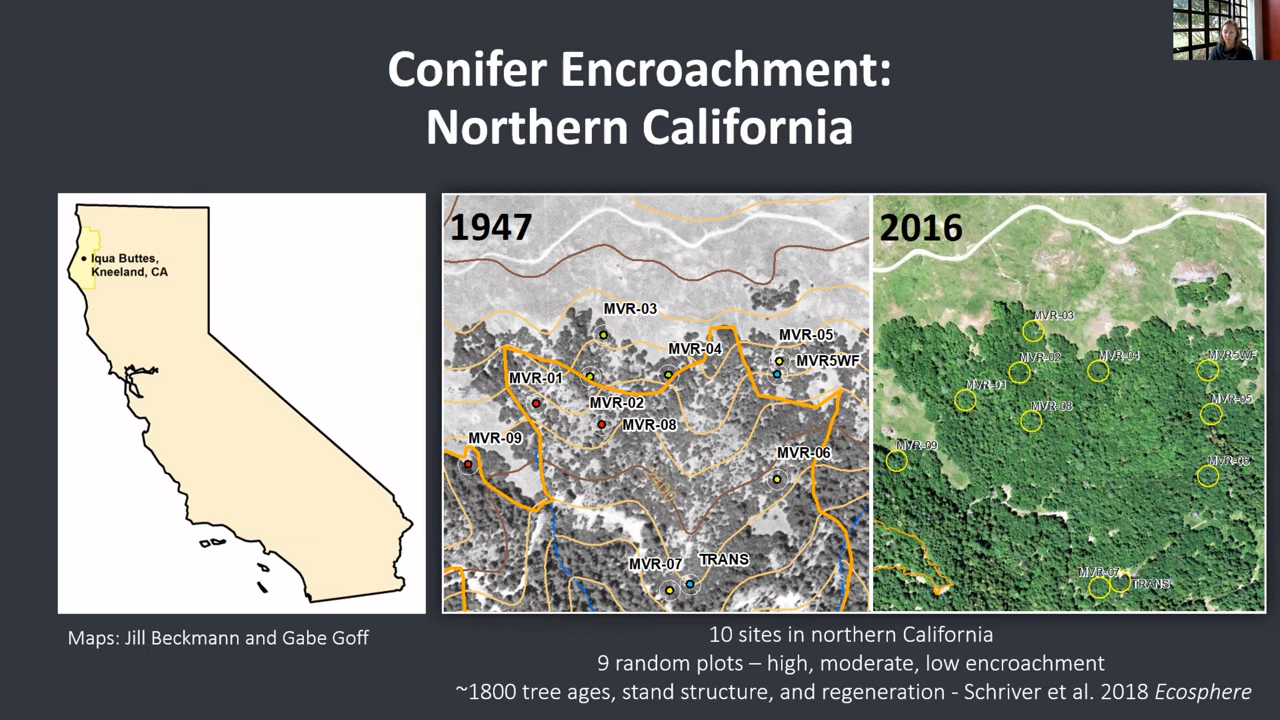 Conifer Encroachment:
Northern California
Iqua Buttes,
Kneeland, CA
1947
MVR-03
MVR-04
MVR-05
MVR5WF
MVR-01
MVR-02
MVR-08
MVR-09
MVR-06
MVR-07
TRANS
2016
MVR-03
MVR-02
MVR-04
MVR5WF
MVR-01
MVR-05
MVR-08
MVR-09
MVR-06
MVR-07
TRANS
Maps: Jill Beckmann and Gabe Goff
10 sites in northern California
9 random plots – high, moderate, low encroachment
~1800 tree ages, stand structure, and regeneration - Schriver et al. 2018 Ecosphere